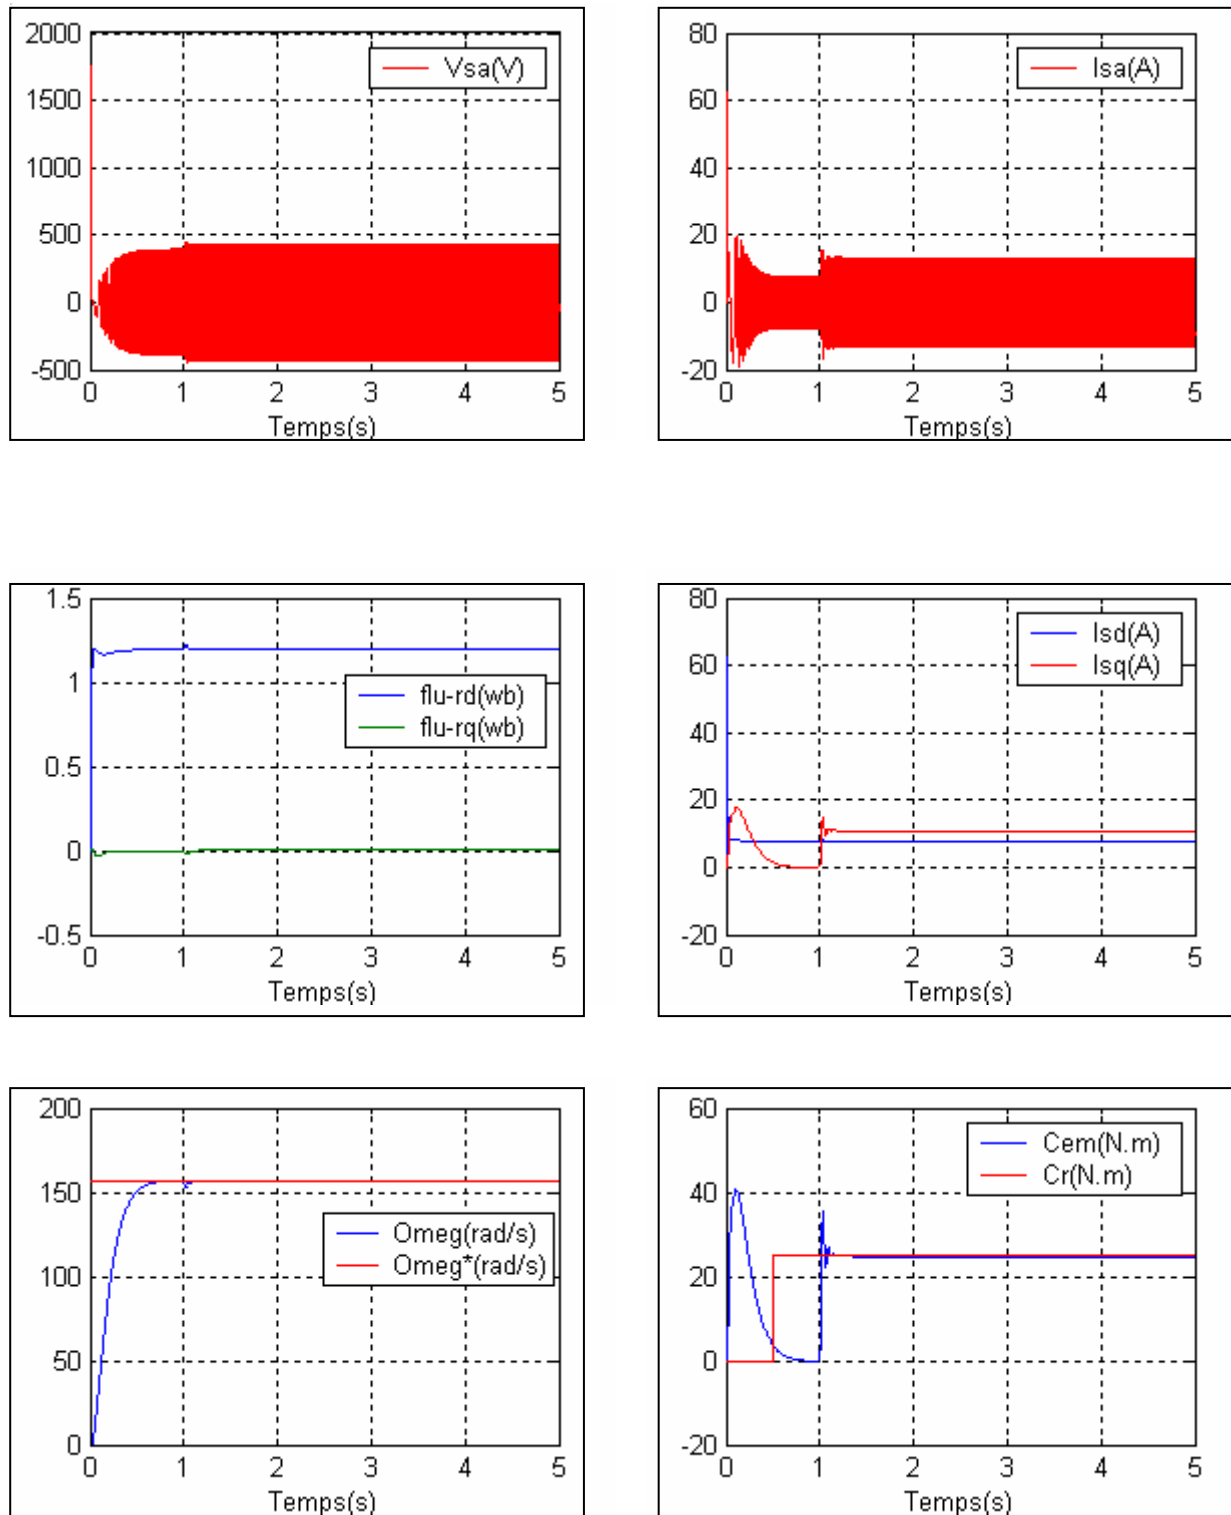 2000
1500
1000
500
0
-500
Vsa(V)
0 1 2 3 4 5
Temps(s)
80
60
40
20
0
-20
Isa(A)
0 1 2 3 4 5
Temps(s)
1.5
1
0.5
0
-0.5
flu-rd(wb)
flu-rq(wb)
0 1 2 3 4 5
Temps(s)
80
60
40
20
0
-20
Isd(A)
Isq(A)
0 1 2 3 4 5
Temps(s)
200
150
100
50
0
Omeg(rad/s)
Omeg*(rad/s)
0 1 2 3 4 5
Temps(s)
60
40
20
0
-20
Cem(N.m)
Cr(N.m)
0 1 2 3 4 5
Temps(s)